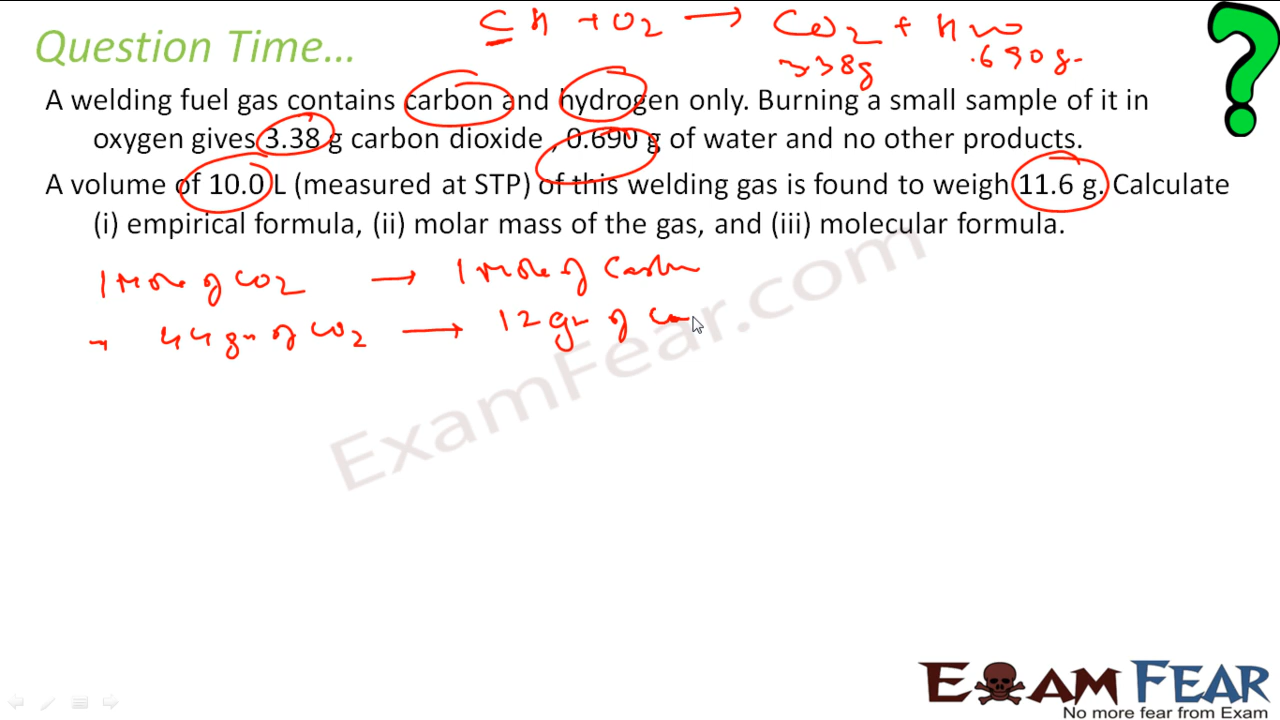 C H + O2 → CO2 + H2O
3.38g .690 g.
Question Time...
A welding fuel gas contains carbon and hydrogen only. Burning a small sample of it in
oxygen gives 3.38 g carbon dioxide , 0.690 g of water and no other products.
A volume of 10.0 L (measured at STP) of this welding gas is found to weigh 11.6 g. Calculate
(i) empirical formula, (ii) molar mass of the gas, and (iii) molecular formula.
1 Mole of CO2 → 1 Mole of Carbon
→ 44 gm of CO2 → 12 gm of
ExamFear.com
EXAM FEAR
No more fear from Exam